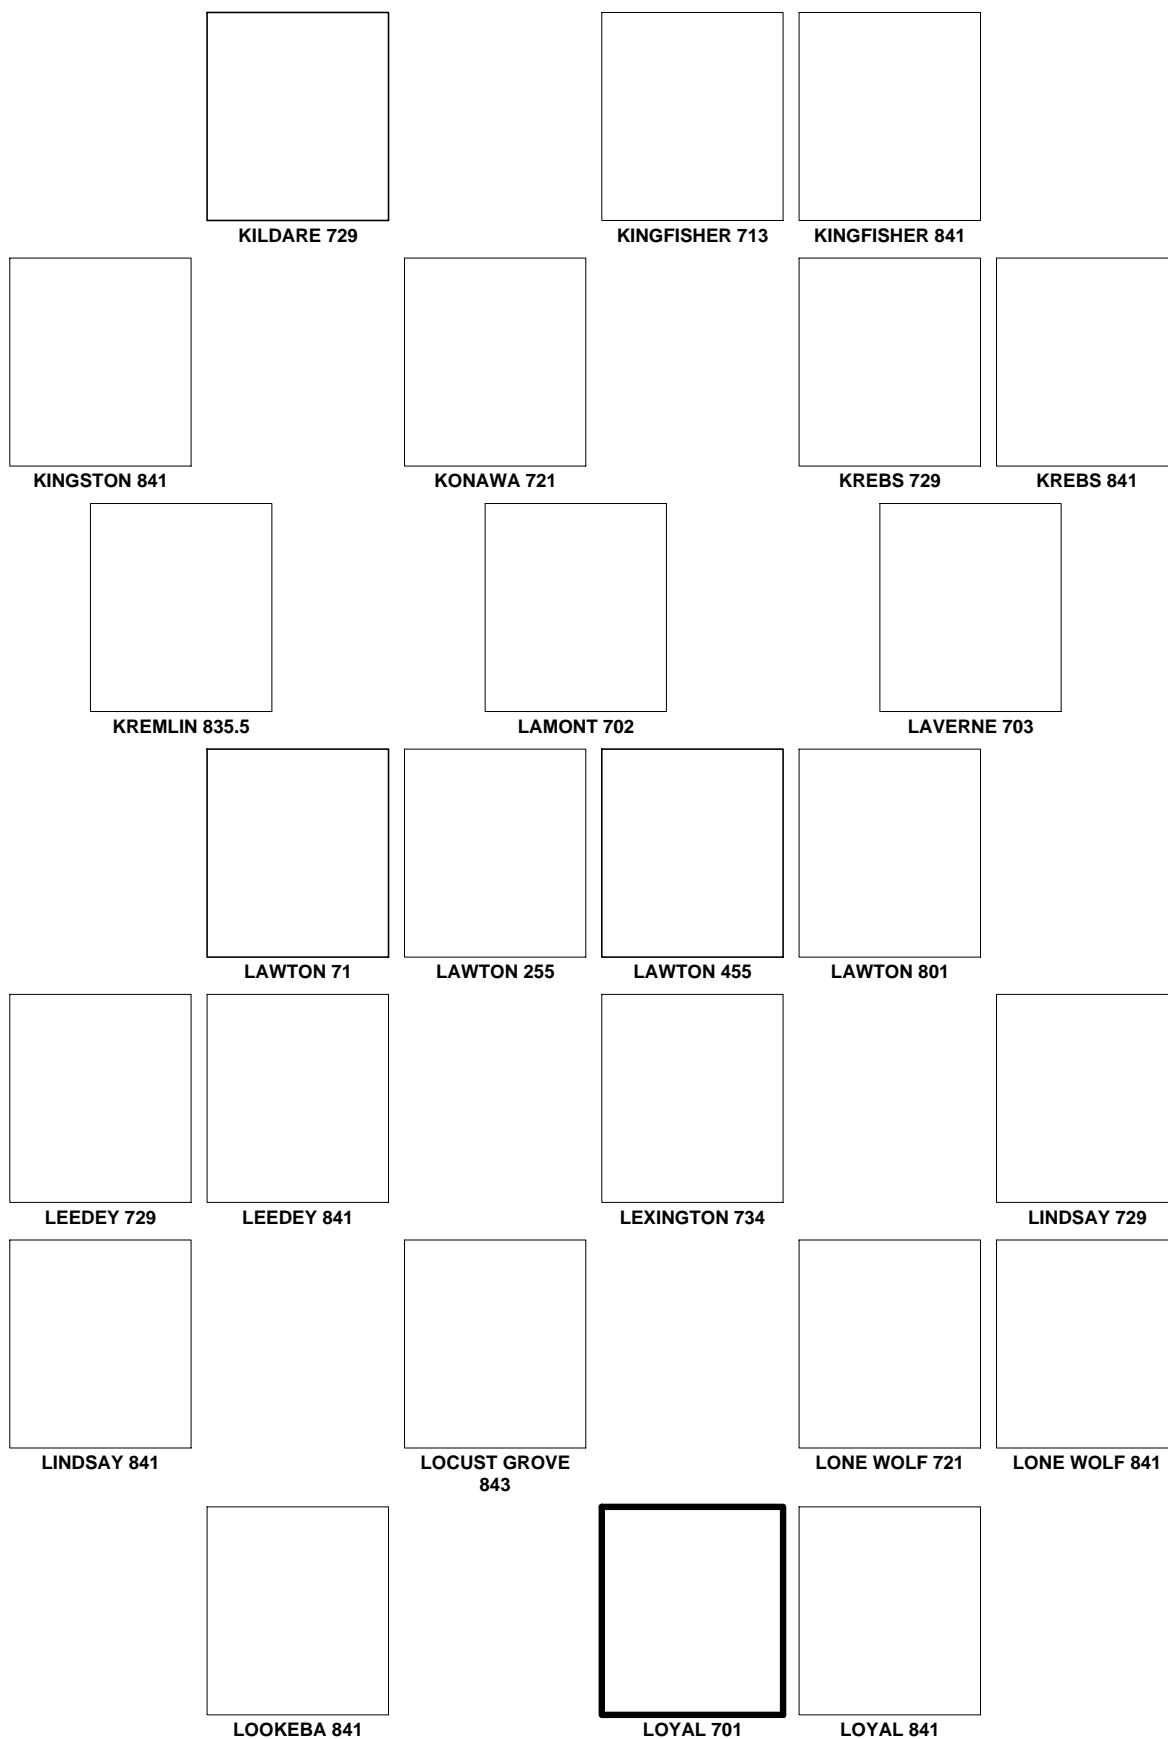 KILDARE 729
KINGFISHER 713
KINGFISHER 841
KINGSTON 841
KONAWA 721
KREBS 729
KREBS 841
KREMLIN 835.5
LAMONT 702
LAVERNE 703
LAWTON 71
LAWTON 255
LAWTON 455
LAWTON 801
LEEDEY 729
LEEDEY 841
LEXINGTON 734
LINDSAY 729
LINDSAY 841
LOCUST GROVE
843
LONE WOLF 721
LONE WOLF 841
LOOKEBA 841
LOYAL 701
LOYAL 841